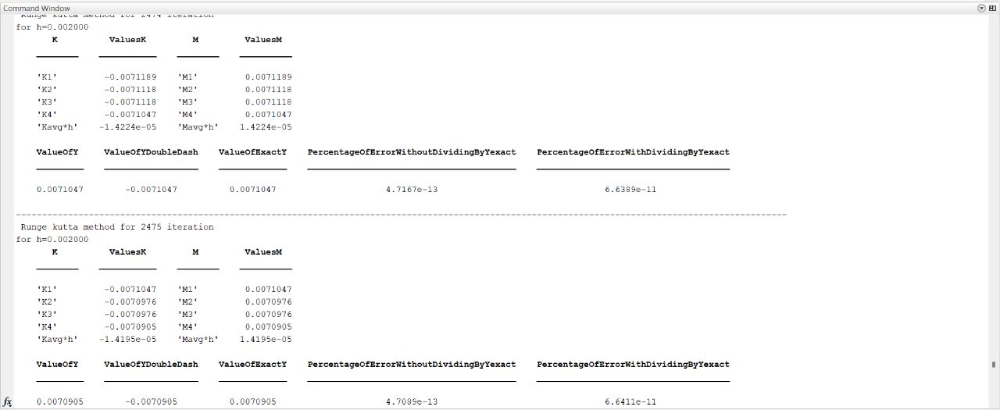 Command Window
Runge kutta method for 2474 iteration
for h=0.002000
K ValuesK M ValuesM
'K1' -0.0071189 'M1' 0.0071189
'K2' -0.0071118 'M2' 0.0071118
'K3' -0.0071118 'M3' 0.0071118
'K4' -0.0071047 'M4' 0.0071047
'Kavg*h' -1.4224e-05 'Mavg*h' 1.4224e-05
ValueOfY ValueOfYDoubleDash ValueOfExactY PercentageOfErrorWithoutDividingByYexact PercentageOfErrorWithDividingByYexact
0.0071047 -0.0071047 0.0071047 4.7167e-13 6.6389e-11
--------------------------------------------------------------------------------------------------------------------------------------------------
Runge kutta method for 2475 iteration
for h=0.002000
K ValuesK M ValuesM
'K1' -0.0071047 'M1' 0.0071047
'K2' -0.0070976 'M2' 0.0070976
'K3' -0.0070976 'M3' 0.0070976
'K4' -0.0070905 'M4' 0.0070905
'Kavg*h' -1.4195e-05 'Mavg*h' 1.4195e-05
ValueOfY ValueOfYDoubleDash ValueOfExactY PercentageOfErrorWithoutDividingByYexact PercentageOfErrorWithDividingByYexact
fx 0.0070905 -0.0070905 0.0070905 4.7089e-13 6.6411e-11